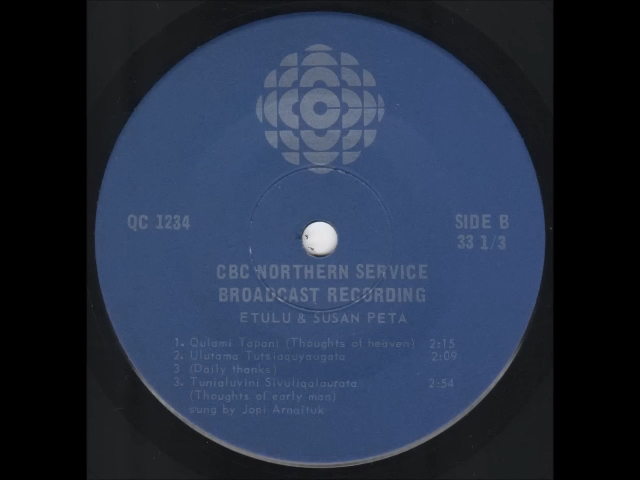 QC 1234
SIDE B
33 1/3
CBC NORTHERN SERVICE
BROADCAST RECORDING
ETULU & SUSAN PETA
1. Qulami Tapani (Thoughts of heaven) 2:15
2. Ulutama Tutsiaquyaugata 2:09
3 (Daily thanks)
3. Tunialuvini Sivuliqalaurata 2:54
(Thoughts of early man)
sung by Jopi Arnaituk